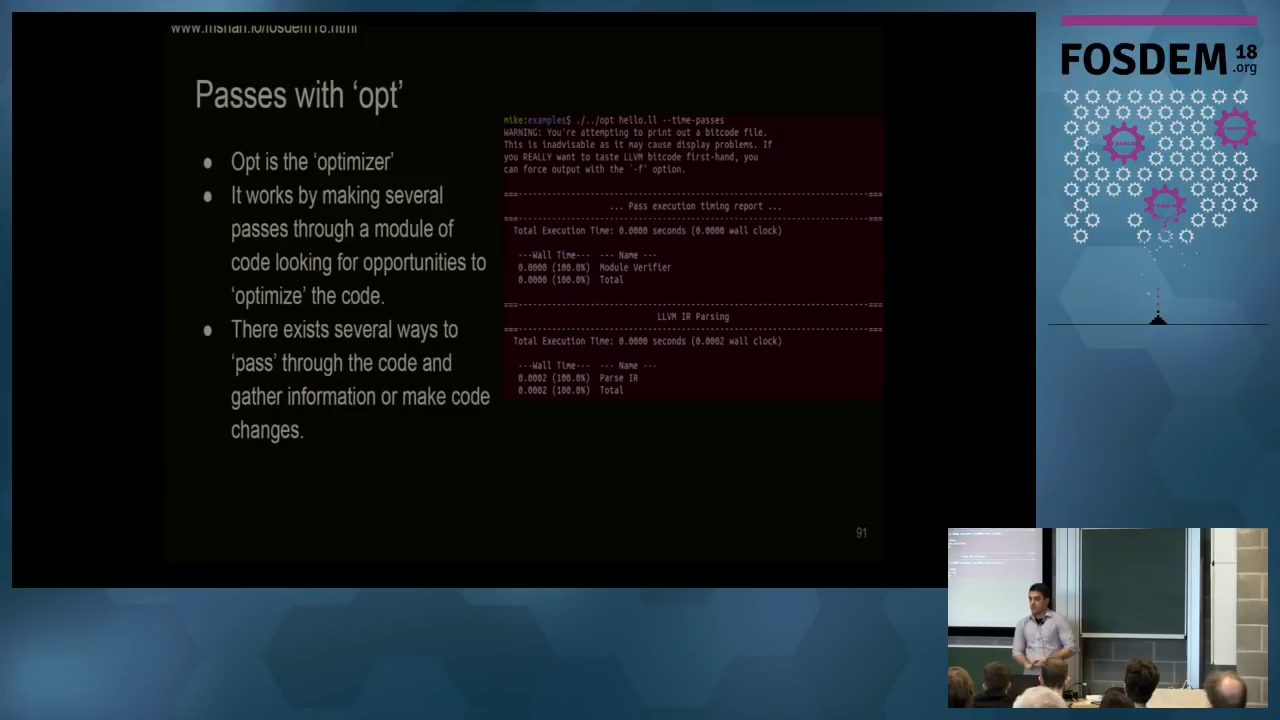 www.mshah.io/fosdem18.html
Passes with ‘opt’
● Opt is the ‘optimizer’
● It works by making several
passes through a module of
code looking for opportunities to
‘optimize’ the code.
● There exists several ways to
‘pass’ through the code and
gather information or make code
changes.
mike:examples$ ./../opt hello.ll --time-passes
WARNING: You're attempting to print out a bitcode file.
This is inadvisable as it may cause display problems. If
you REALLY want to taste LLVM bitcode first-hand, you
can force output with the `-f' option.
===-------------------------------------------------------------------------===
... Pass execution timing report ...
===-------------------------------------------------------------------------===
Total Execution Time: 0.0000 seconds (0.0000 wall clock)
---Wall Time--- --- Name ---
0.0000 (100.0%) Module Verifier
0.0000 (100.0%) Total
===-------------------------------------------------------------------------===
LLVM IR Parsing
===-------------------------------------------------------------------------===
Total Execution Time: 0.0000 seconds (0.0002 wall clock)
---Wall Time--- --- Name ---
0.0002 (100.0%) Parse IR
0.0002 (100.0%) Total
91
FOSDEM 18
.org